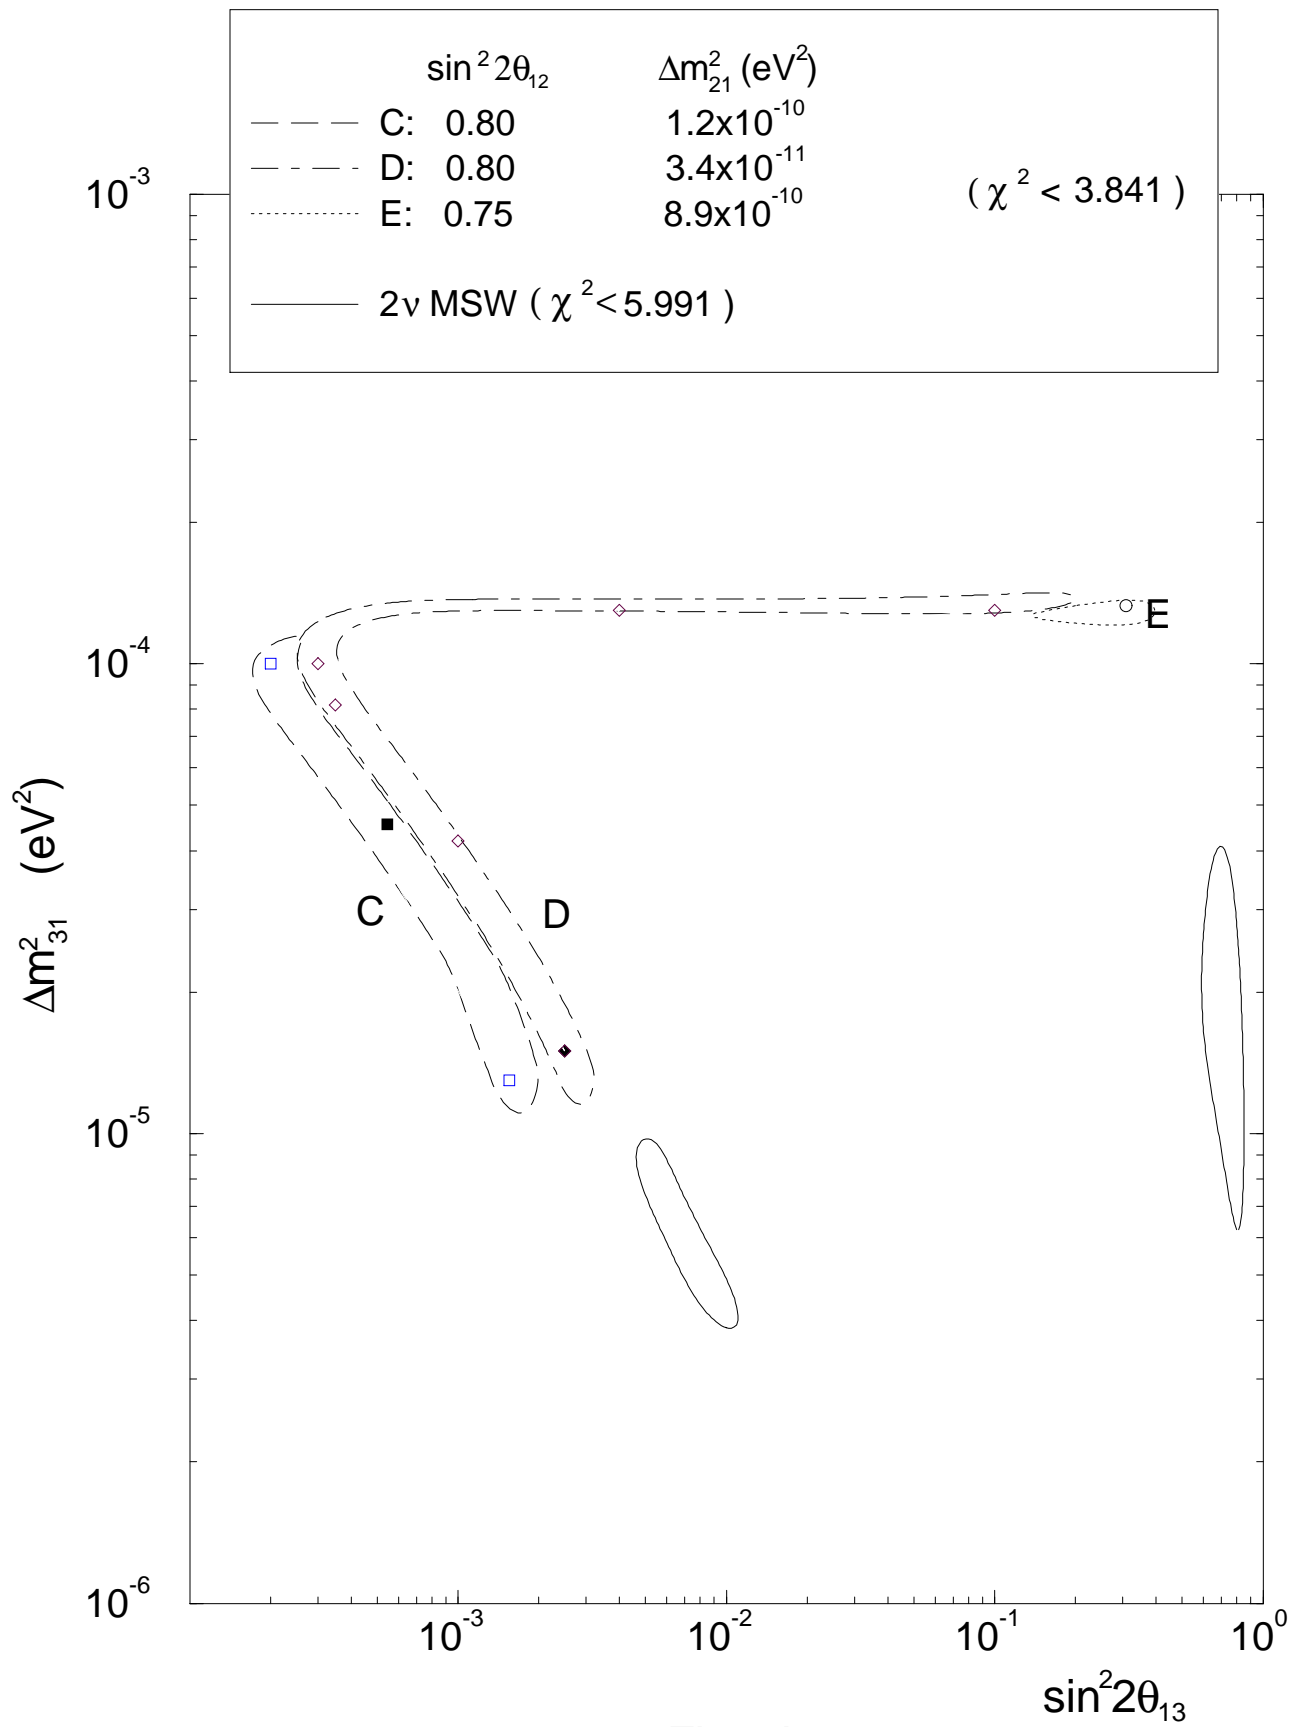 sin²2θ₁₂ Δm²₂₁ (eV²)
C: 0.80 1.2x10⁻¹⁰
D: 0.80 3.4x10⁻¹¹
E: 0.75 8.9x10⁻¹⁰
( χ² < 3.841 )
2ν MSW ( χ² < 5.991 )
10⁻³
E
10⁻⁴
Δm²₃₁ (eV²)
C
D
10⁻⁵
10⁻⁶
10⁻³ 10⁻² 10⁻¹ 10⁰
sin²2θ₁₃